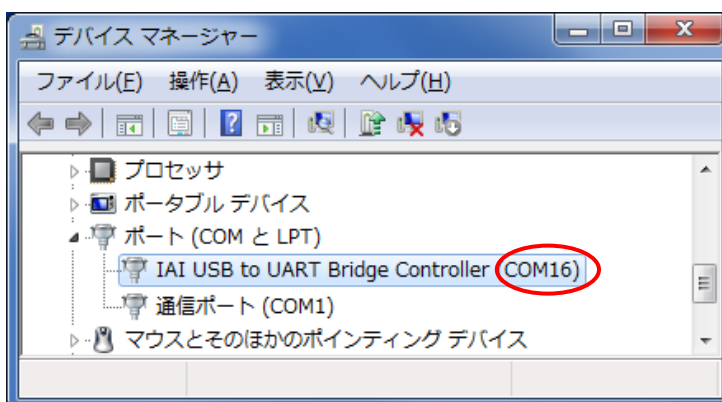 デバイス マネージャー
ファイル(F) 操作(A) 表示(V) ヘルプ(H)
プロセッサ
ポータブル デバイス
ポート (COM と LPT)
IAI USB to UART Bridge Controller (COM16)
通信ポート (COM1)
マウスとそのほかのポインティング デバイス